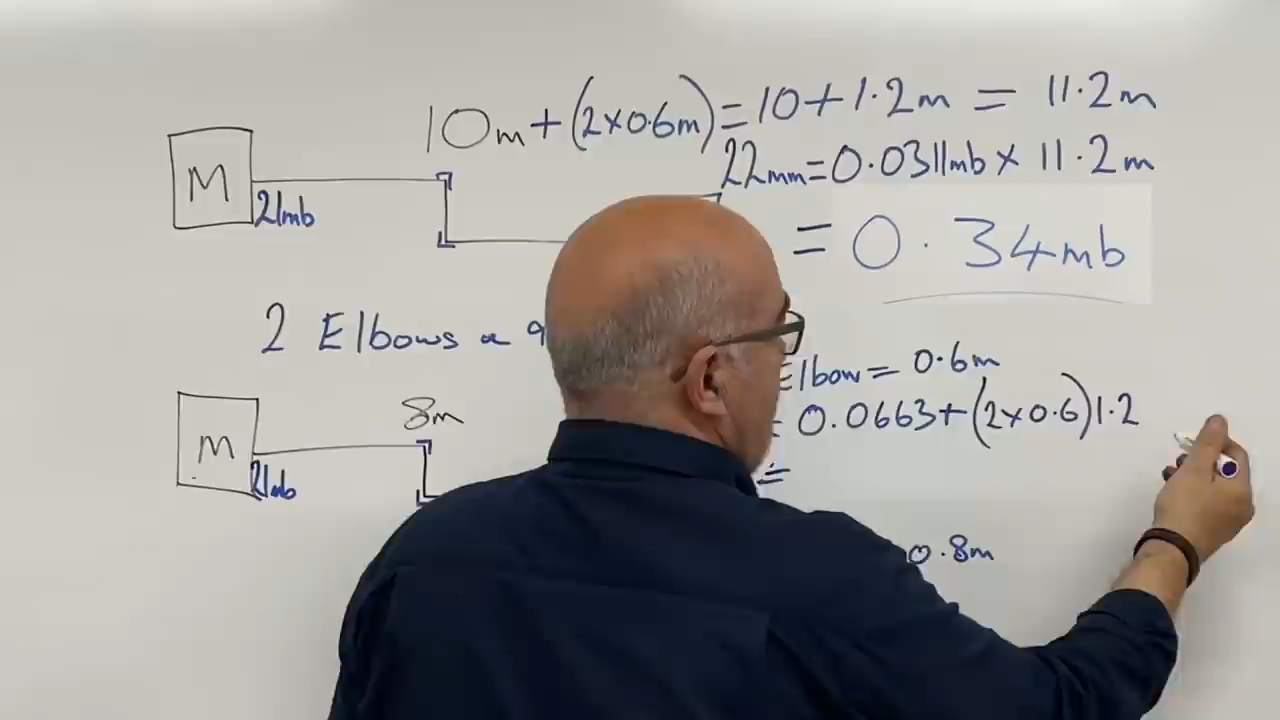 10m+(2×0.6m)=10+1.2m = 11.2m
22mm=0.0311mb× 11.2m
M
21mb
= 0.34mb
2 Elbows
Elbow= 0.6m
8m
= 0.0663+(2×0.6)1.2
M
21mb
=
0.8m